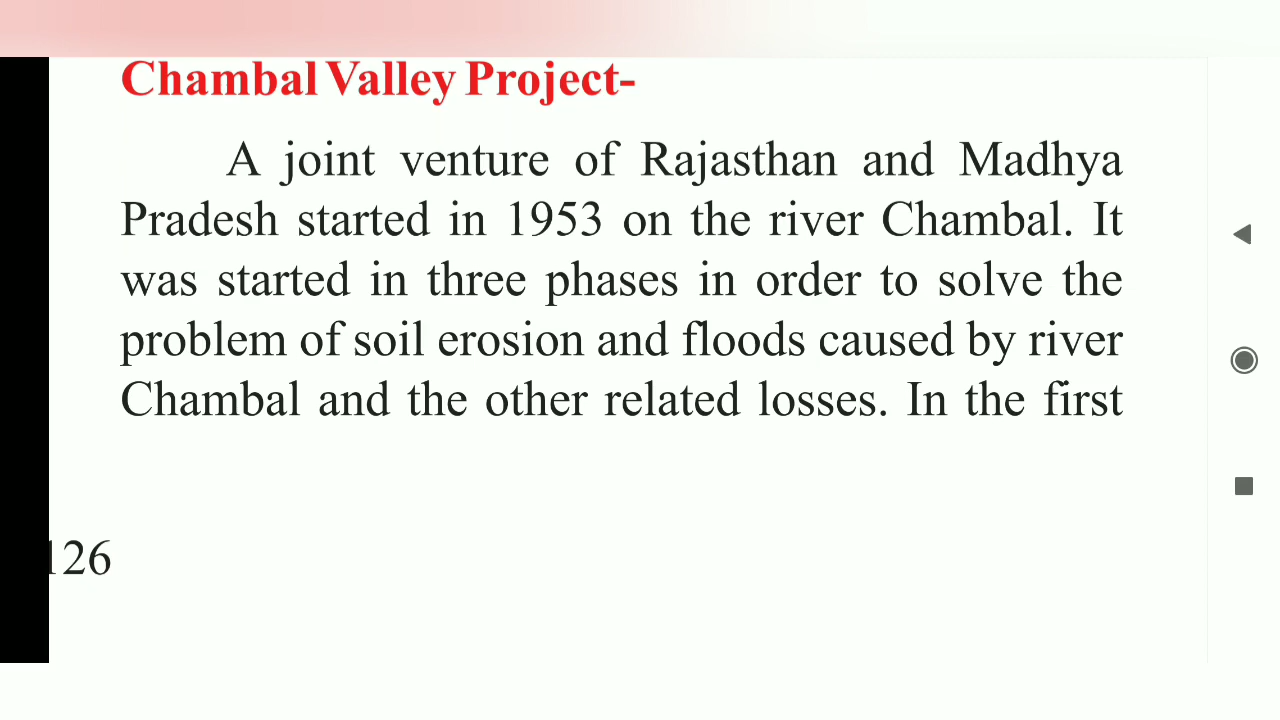 Chambal Valley Project-
A joint venture of Rajasthan and Madhya
Pradesh started in 1953 on the river Chambal. It
was started in three phases in order to solve the
problem of soil erosion and floods caused by river
Chambal and the other related losses. In the first
126